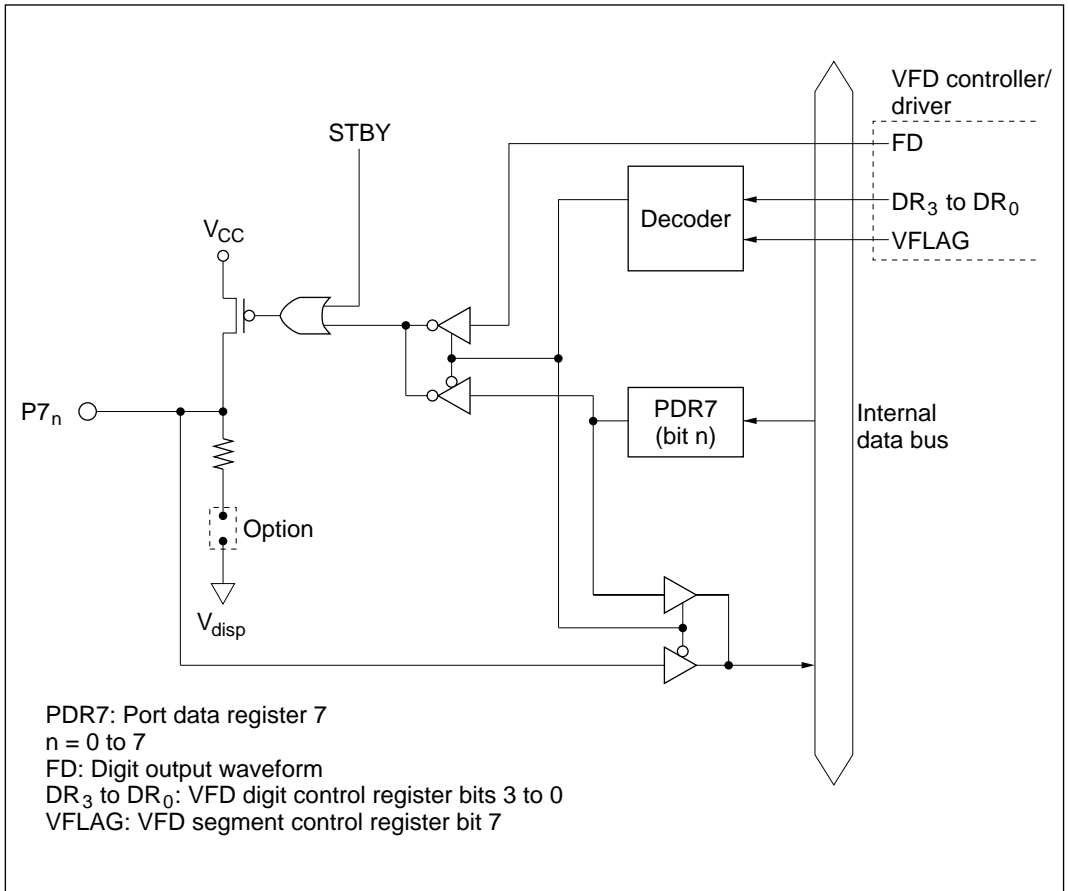 VFD controller/
driver
STBY
FD
Decoder
DR3 to DR0
VFLAG
VCC
P7n
PDR7
(bit n)
Internal
data bus
Option
Vdisp
PDR7: Port data register 7
n = 0 to 7
FD: Digit output waveform
DR3 to DR0: VFD digit control register bits 3 to 0
VFLAG: VFD segment control register bit 7